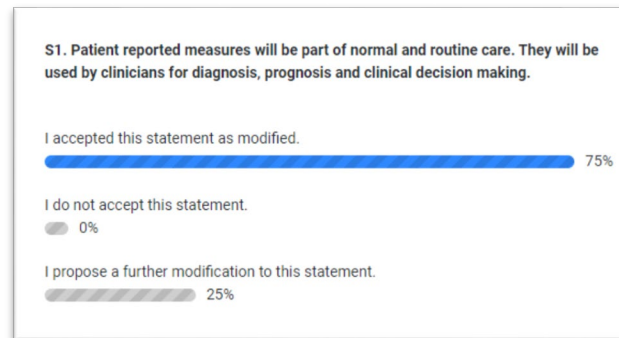 S1. Patient reported measures will be part of normal and routine care. They will be
used by clinicians for diagnosis, prognosis and clinical decision making.
I accepted this statement as modified.
75%
I do not accept this statement.
0%
I propose a further modification to this statement.
25%